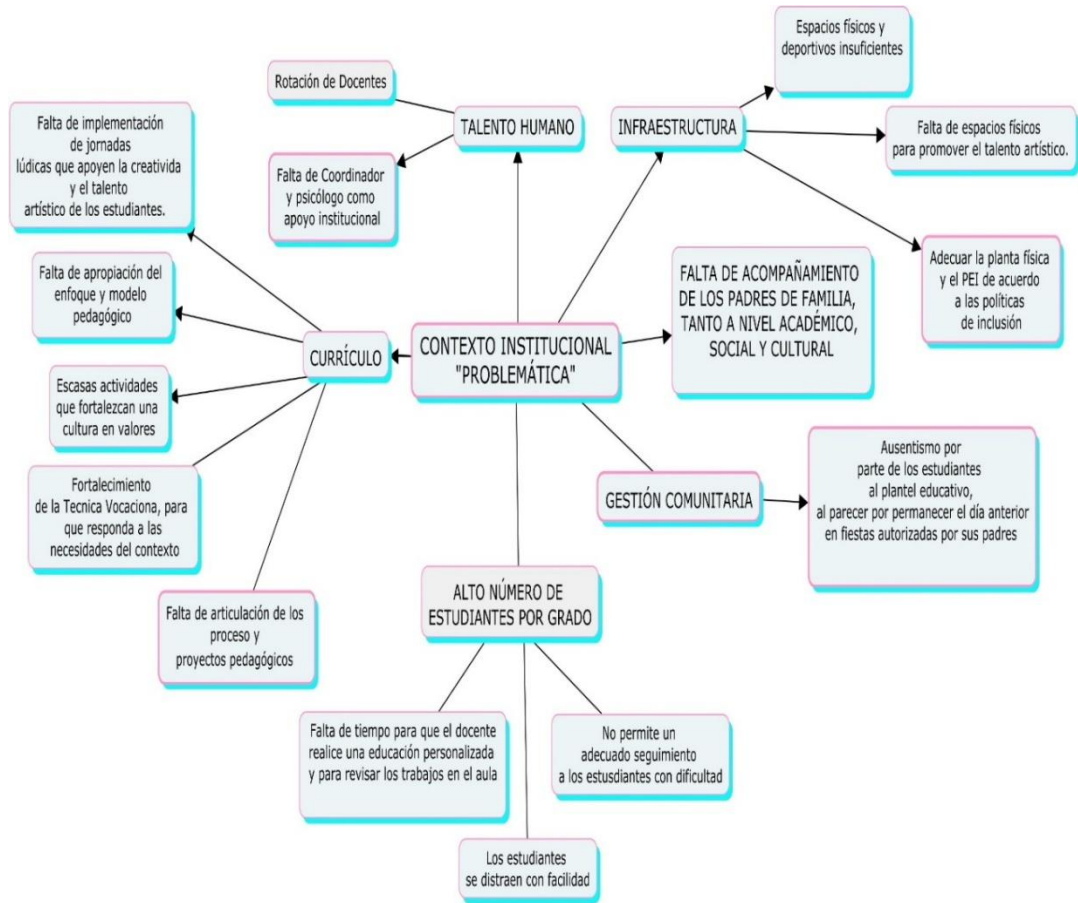 Espacios físicos y
deportivos insuficientes
Rotación de Docentes
TALENTO HUMANO
INFRAESTRUCTURA
Falta de implementación
de jornadas
lúdicas que apoyen la creativida
y el talento
artístico de los estudiantes.
Falta de espacios físicos
para promover el talento artístico.
Falta de Coordinador
y psicólogo como
apoyo institucional
Falta de apropiación del
enfoque y modelo
pedagógico
Adecuar la planta física
y el PEI de acuerdo
a las políticas
de inclusión
FALTA DE ACOMPAÑAMIENTO
DE LOS PADRES DE FAMILIA,
TANTO A NIVEL ACADÉMICO,
SOCIAL Y CULTURAL
CURRÍCULO
CONTEXTO INSTITUCIONAL
"PROBLEMÁTICA"
Escasas actividades
que fortalezcan una
cultura en valores
Fortalecimiento
de la Tecnica Vocaciona, para
que responda a las
necesidades del contexto
GESTIÓN COMUNITARIA
Ausentismo por
parte de los estudiantes
al plantel educativo,
al parecer por permanecer el día anterior
en fiestas autorizadas por sus padres
ALTO NÚMERO DE
ESTUDIANTES POR GRADO
Falta de articulación de los
proceso y
proyectos pedagógicos
Falta de tiempo para que el docente
realice una educación personalizada
y para revisar los trabajos en el aula
No permite un
adecuado seguimiento
a los estusdiantes con dificultad
Los estudiantes
se distraen con facilidad